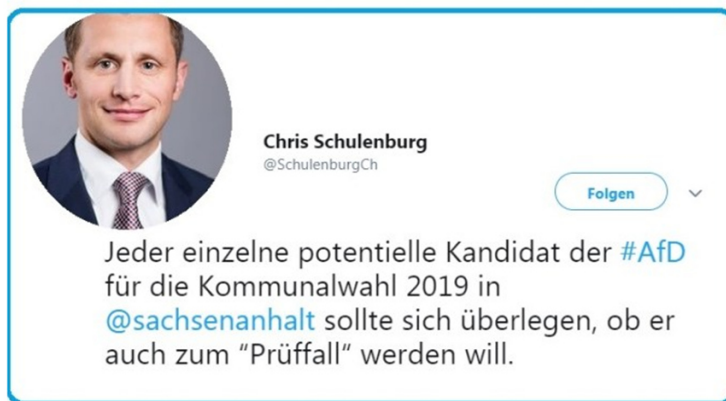 Chris Schulenburg
@SchulenburgCh
Folgen
Jeder einzelne potentielle Kandidat der #AfD
für die Kommunalwahl 2019 in
@sachsenanhalt sollte sich überlegen, ob er
auch zum "Prüffall“ werden will.